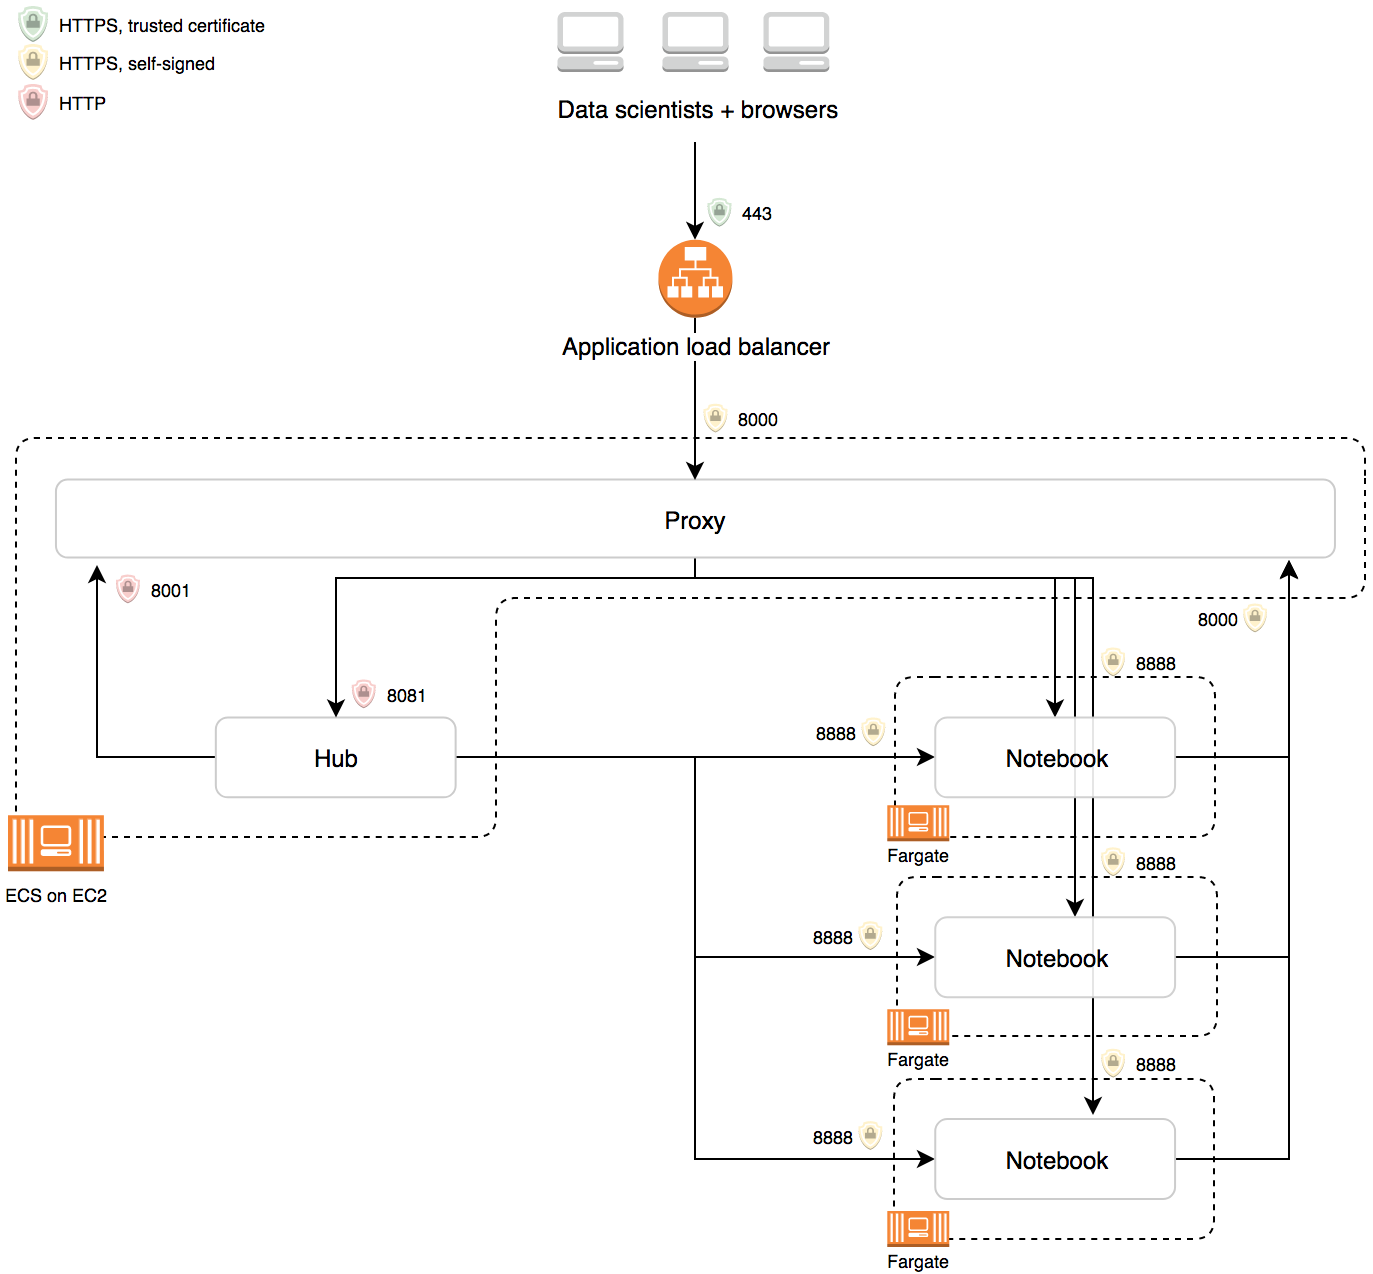 HTTPS, trusted certificate
HTTPS, self-signed
HTTP
Data scientists + browsers
443
Application load balancer
8000
Proxy
8001
8000
8888
8081
8888
Hub
Notebook
Fargate
8888
ECS on EC2
8888
Notebook
Fargate
8888
8888
Notebook
Fargate